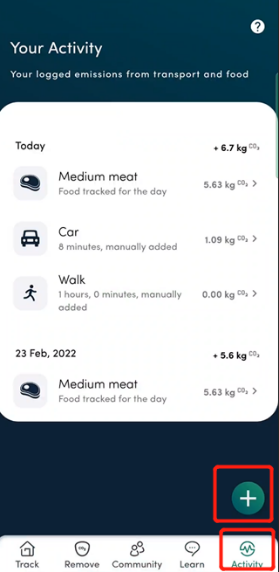 ?
Your Activity
Your logged emissions from transport and food
Today + 6.7 kg CO₂
Medium meat
Food tracked for the day 5.63 kg CO₂ >
Car
8 minutes, manually added 1.09 kg CO₂ >
Walk
1 hours, 0 minutes, manually 0.00 kg CO₂ >
added
23 Feb, 2022 + 5.6 kg CO₂
Medium meat
Food tracked for the day 5.63 kg CO₂ >
+
Track Remove Community Learn Activity